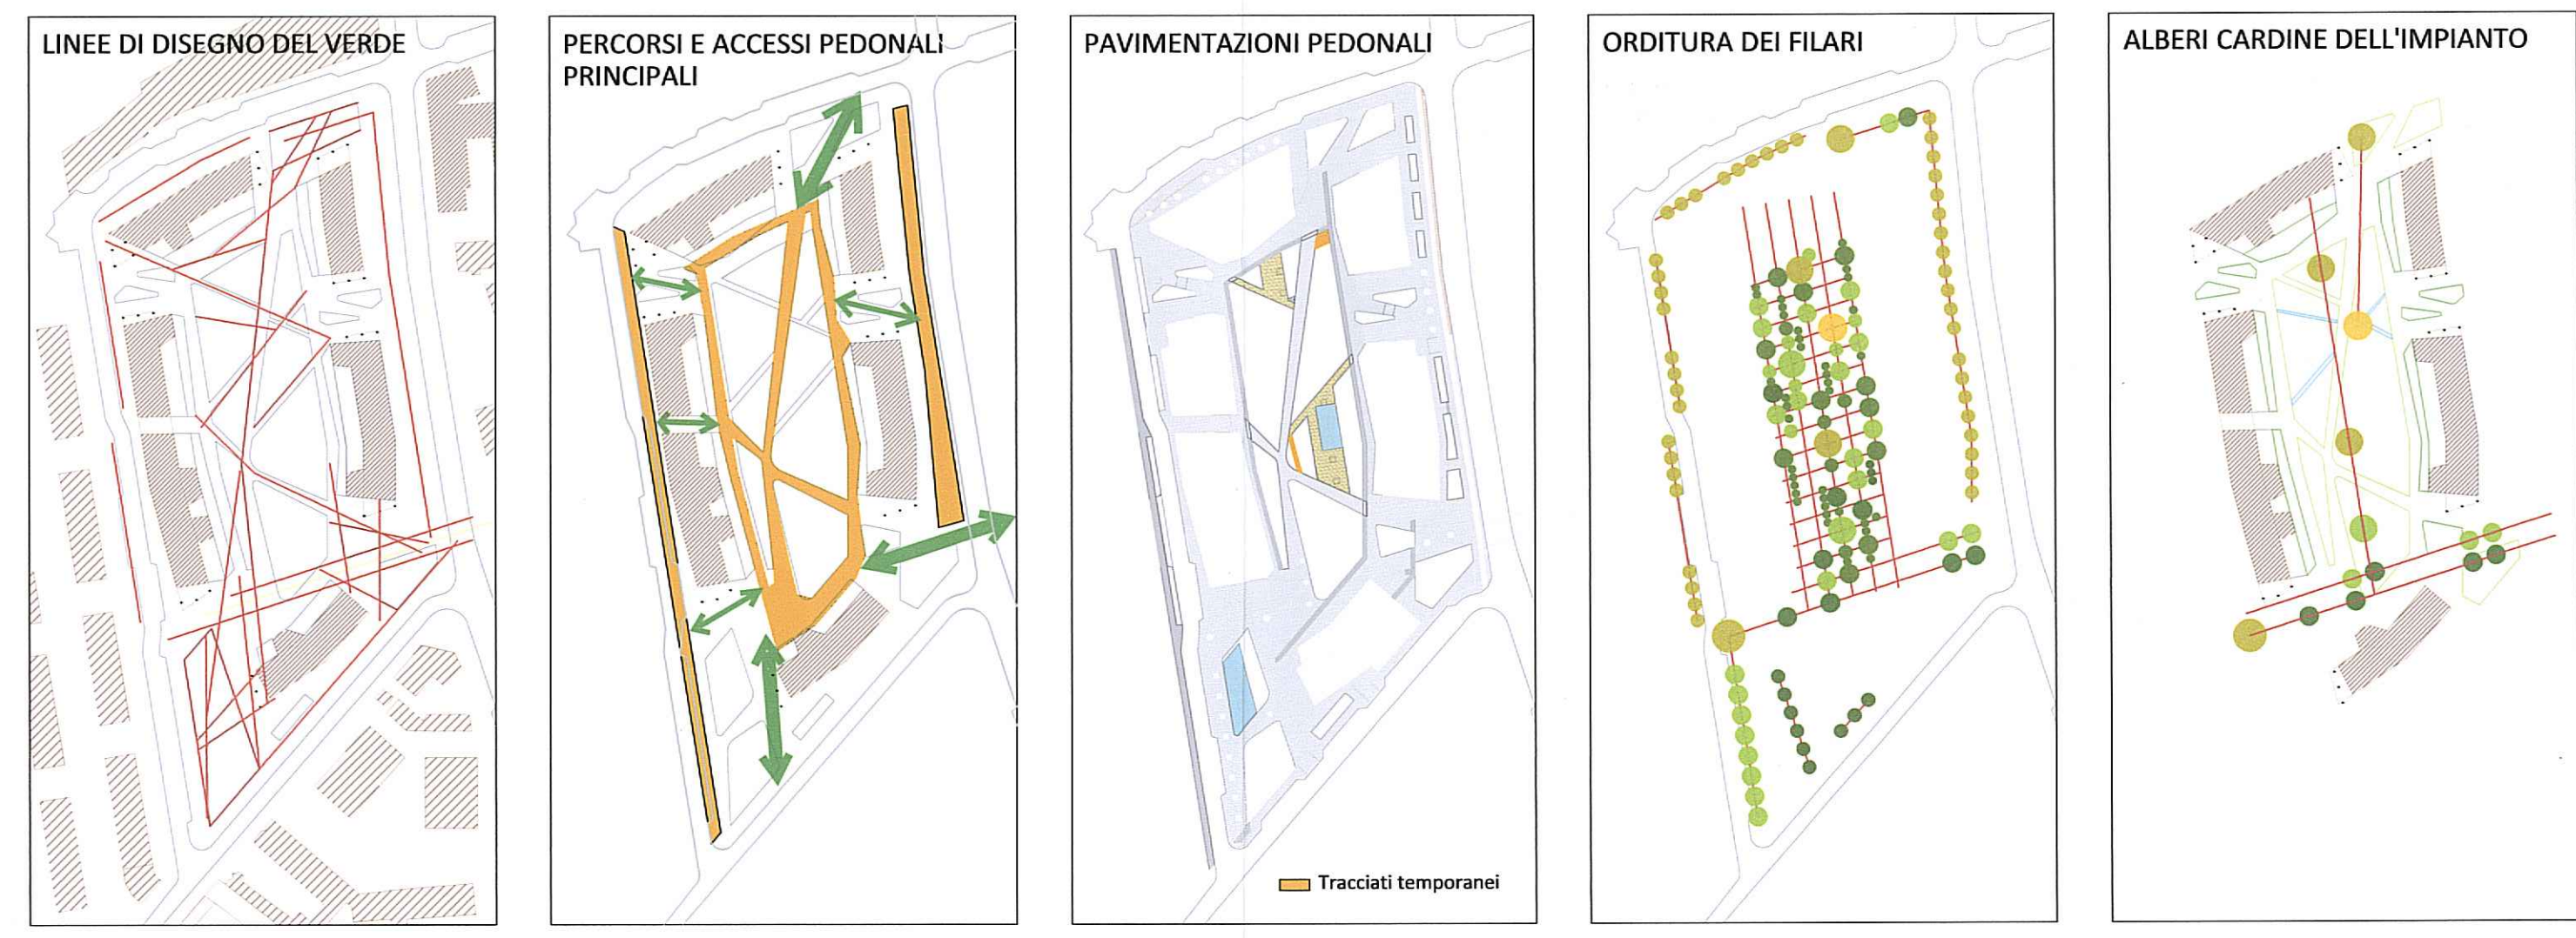 LINEE DI DISEGNO DEL VERDE
PERCORSI E ACCESSI PEDONALI
PRINCIPALI
PAVIMENTAZIONI PEDONALI
Tracciati temporanei
ORDITURA DEI FILARI
ALBERI CARDINE DELL'IMPIANTO